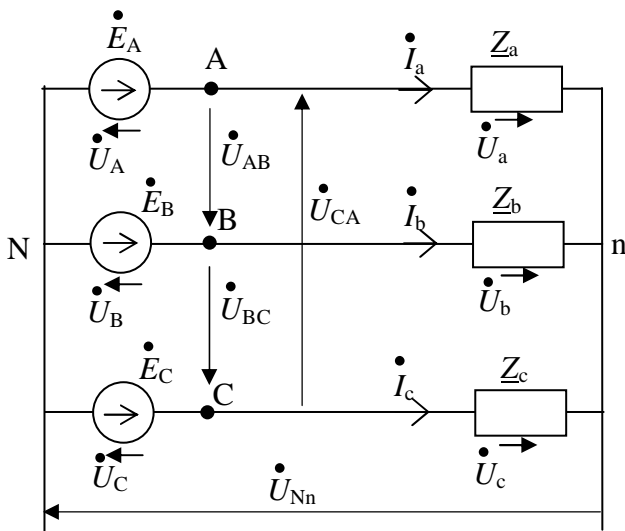 Ė_A
A
İ_a
Z_a
U̇_A
U̇_AB
U̇_a
Ė_B
B
U̇_CA
İ_b
Z_b
N
n
U̇_B
U̇_BC
U̇_b
Ė_C
C
İ_c
Z_c
U̇_C
U̇_Nn
U̇_c